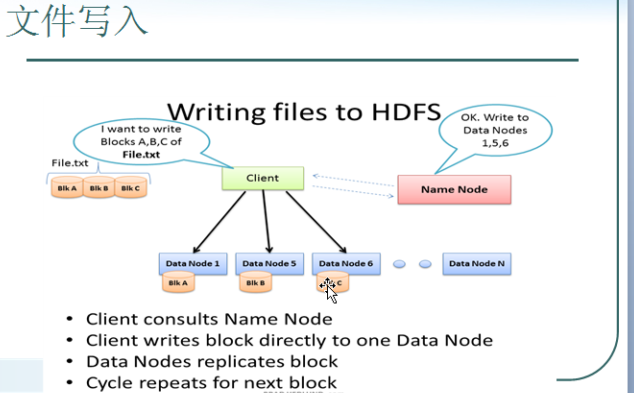 文件写入
Writing files to HDFS
I want to write
Blocks A,B,C of
File.txt
OK. Write to
Data Nodes
1,5,6
File.txt
Blk A
Blk B
Blk C
Client
Name Node
Data Node 1
Data Node 5
Data Node 6
Data Node N
Blk A
Blk B
C
• Client consults Name Node
• Client writes block directly to one Data Node
• Data Nodes replicates block
• Cycle repeats for next block